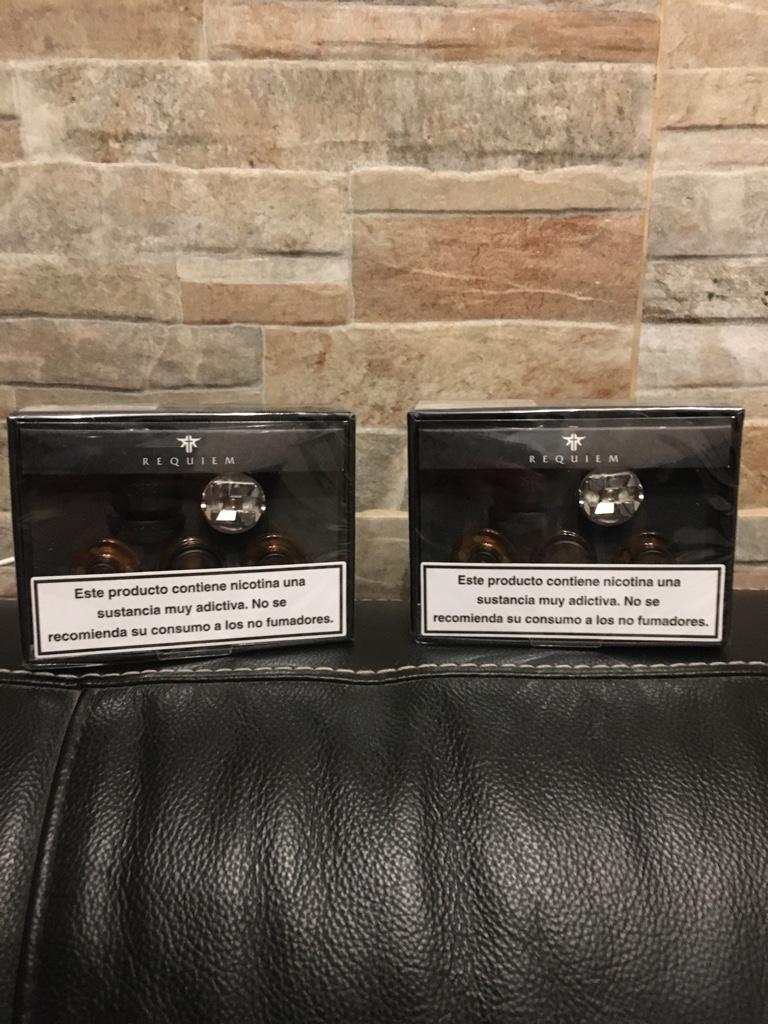 REQUIEM
Este producto contiene nicotina una
sustancia muy adictiva. No se
recomienda su consumo a los no fumadores.
REQUIEM
Este producto contiene nicotina una
sustancia muy adictiva. No se
recomienda su consumo a los no fumadores.